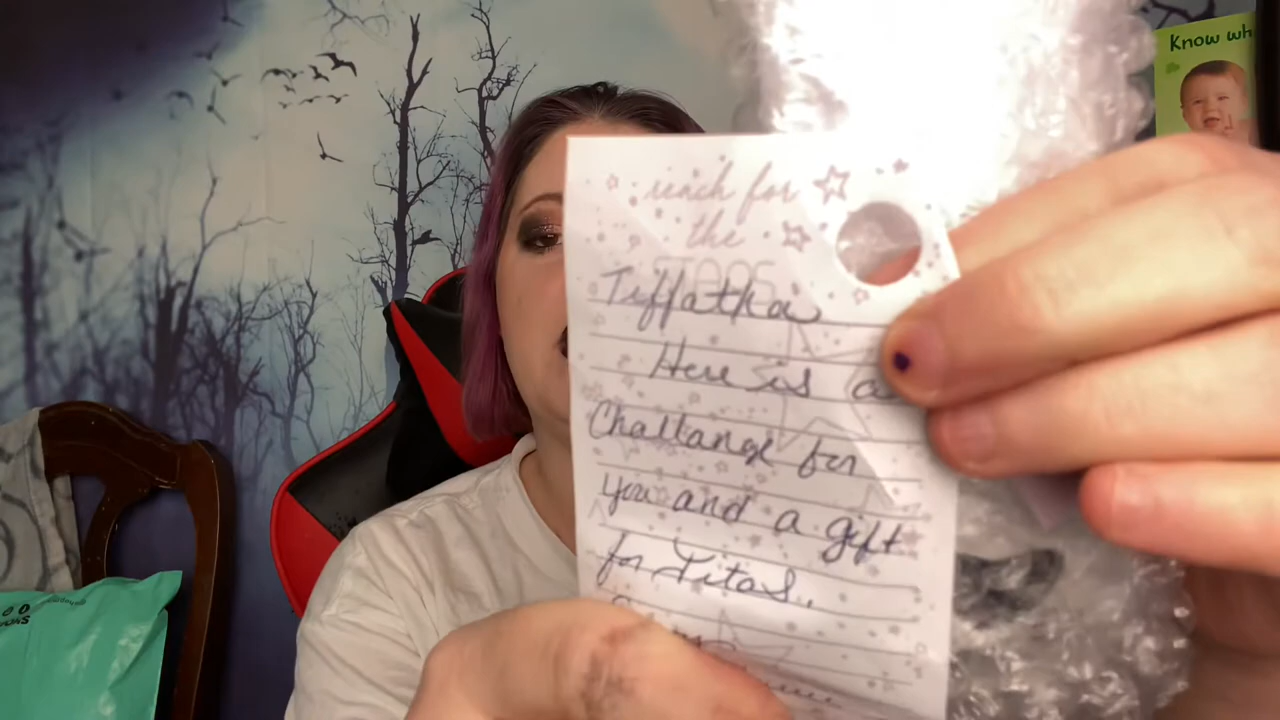 Know wh
reach for
the
STARS
Tiffatha
Here is a
Challange for
you and a gift
for Titas..